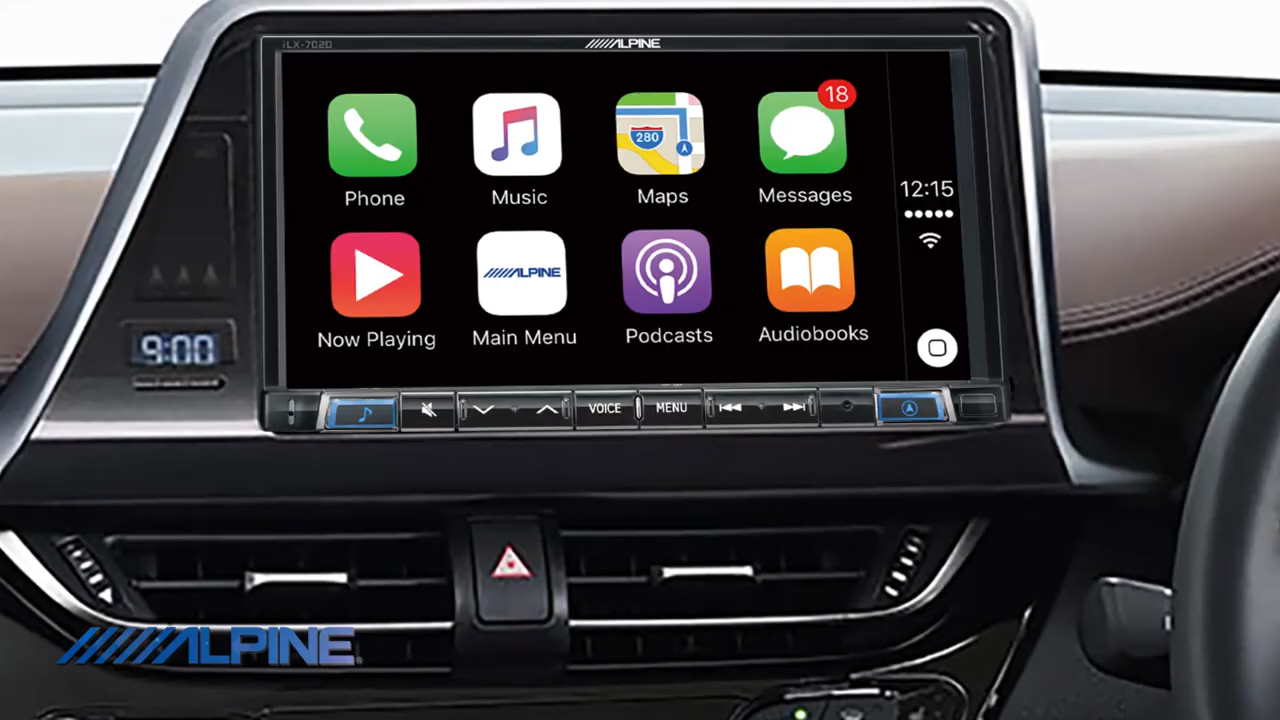 iLX-702D
ALPINE
18
280
Phone
Music
Maps
Messages
12:15
ALPINE
Now Playing
Main Menu
Podcasts
Audiobooks
9:00
VOICE
MENU
ALPINE®